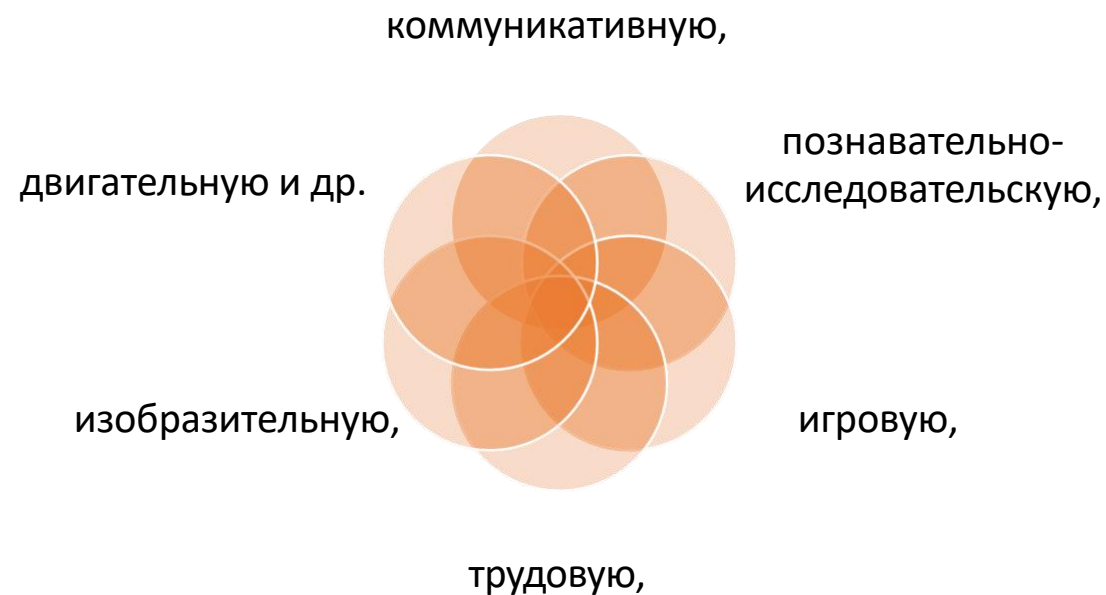 коммуникативную,
познавательно-
исследовательскую,
игровую,
трудовую,
изобразительную,
двигательную и др.